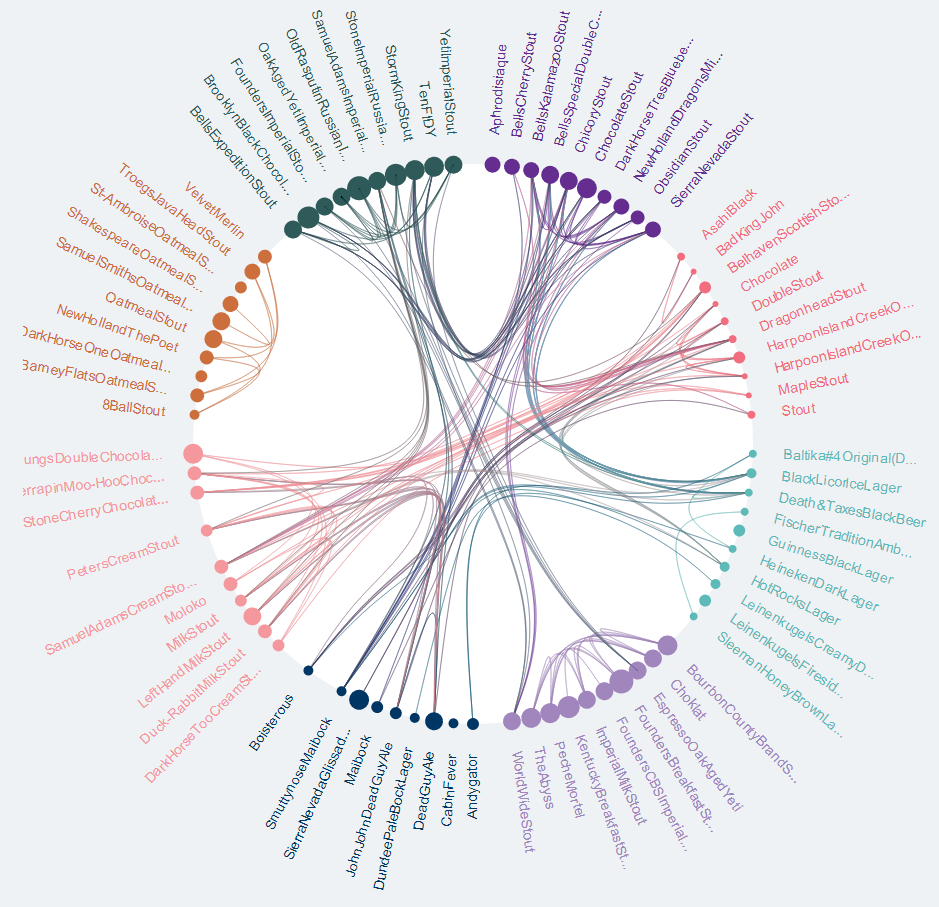 Aphrodisiaque
BellsCherryStout
BellsKalamazooStout
BellsSpecialDoubleC...
ChicoryStout
ChocolateStout
DarkHorseTresBluebe...
NewHollandDragonsMi...
ObsidianStout
SierraNevadaStout
AsahiBlack
BadKingJohn
BelhavenScottishSto...
Chocolate
DoubleStout
DragonheadStout
HarpoonIslandCreekO...
HarpoonIslandCreekO...
MapleStout
Stout
Baltika#4Original(D...
BlackLicoriceLager
Death&TaxesBlackBeer
FischerTraditionAmb...
GuinnessBlackLager
HeinekenDarkLager
HotRocksLager
LeinenkugelsCreamyD...
LeinenkugelsFiresid...
SleemanHoneyBrownLa...
BourbonCountyBrandS...
Choklat
EspressoOakAgedYeti
FoundersBreakfastSt...
FoundersCBSImperial...
ImperialMilkStout
KentuckyBreakfastSt...
PecheMortel
TheAbyss
WorldWideStout
Andygator
CabinFever
DeadGuyAle
DundeePaleBockLager
JohnJohnDeadGuyAle
Maibock
SierraNevadaGlissad...
SmuttynoseMaibock
Boisterous
DarkHorseTooCreamSt...
Duck-RabbitMilkStout
LeftHandMilkStout
MilkStout
Moloko
SamuelAdamsCreamSto...
PetersCreamStout
StoneCherryChocolat...
errapinMoo-HooChoc...
ungsDoubleChocola...
8BallStout
BarneyFlatsOatmealS...
DarkHorseOneOatmeal...
NewHollandThePoet
OatmealStout
SamuelSmithsOatmeal...
ShakespeareOatmealS...
St-AmbroiseOatmealS...
TroegsJavaHeadStout
VelvetMerlin
BellsExpeditionStout
BrooklynBlackChocol...
FoundersImperialSto...
OakAgedYetiImperial...
OldRasputinRussianI...
SamuelAdamsImperial...
StoneImperialRussia...
StormKingStout
TenFIDY
YetiImperialStout